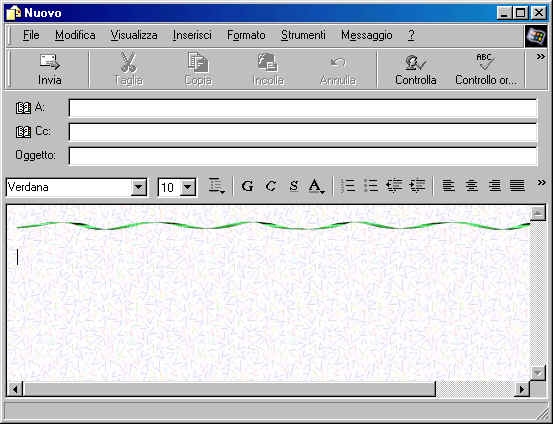 Nuovo
File Modifica Visualizza Inserisci Formato Strumenti Messaggio ?
Invia Taglia Copia Incolla Annulla Controlla ABC Controllo or... »
A:
Cc:
Oggetto:
Verdana 10 G C S A »